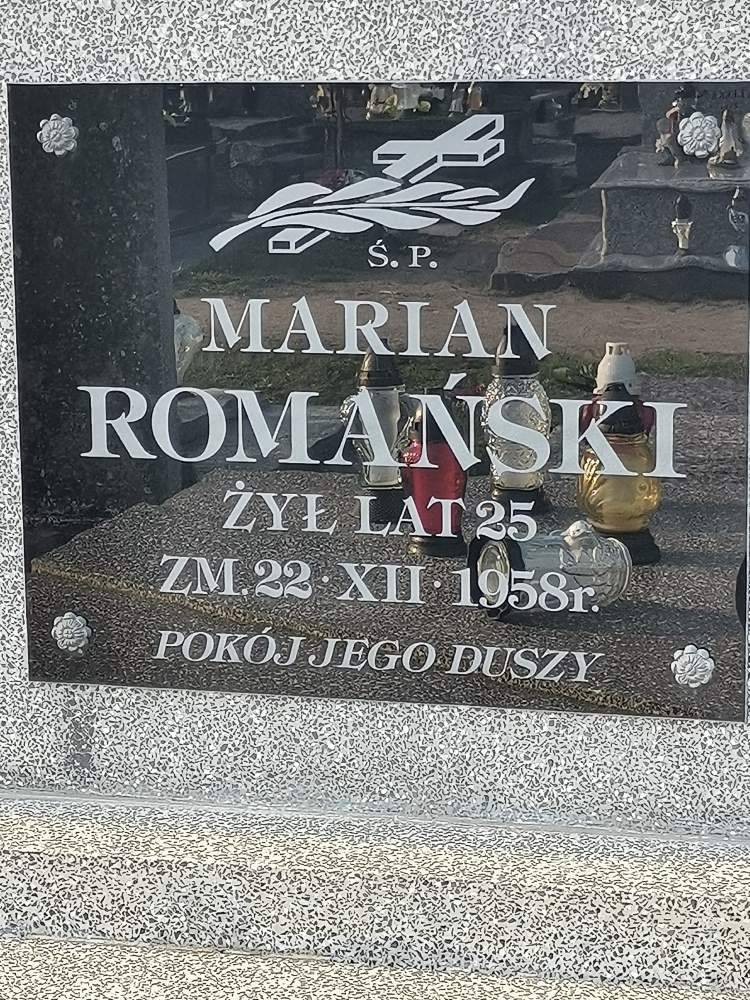 Ś. P.
MARIAN
ROMAŃSKI
ŻYŁ LAT 25
ZM. 22 · XII · 1958r.
POKÓJ JEGO DUSZY